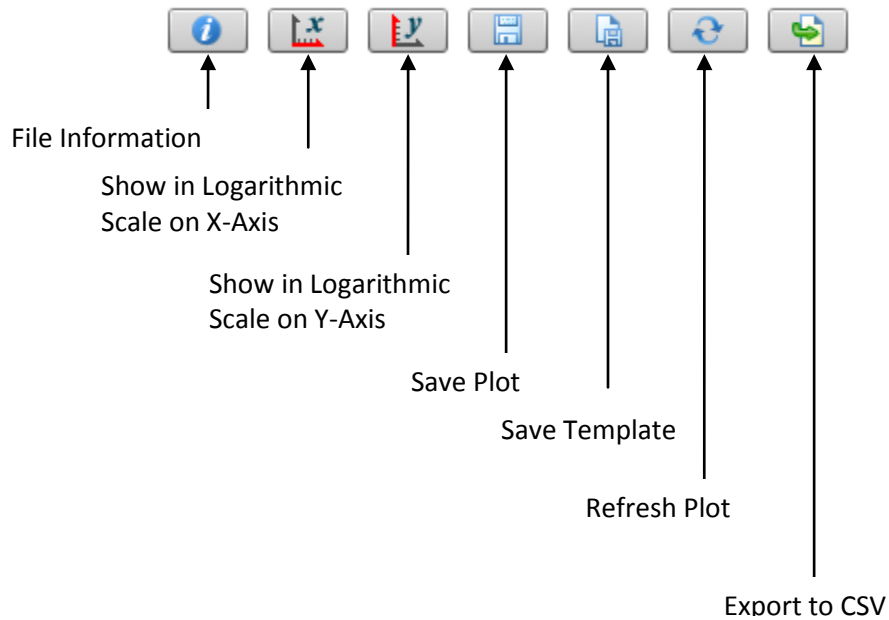 i
x
y
File Information
Show in Logarithmic
Scale on X-Axis
Show in Logarithmic
Scale on Y-Axis
Save Plot
Save Template
Refresh Plot
Export to CSV